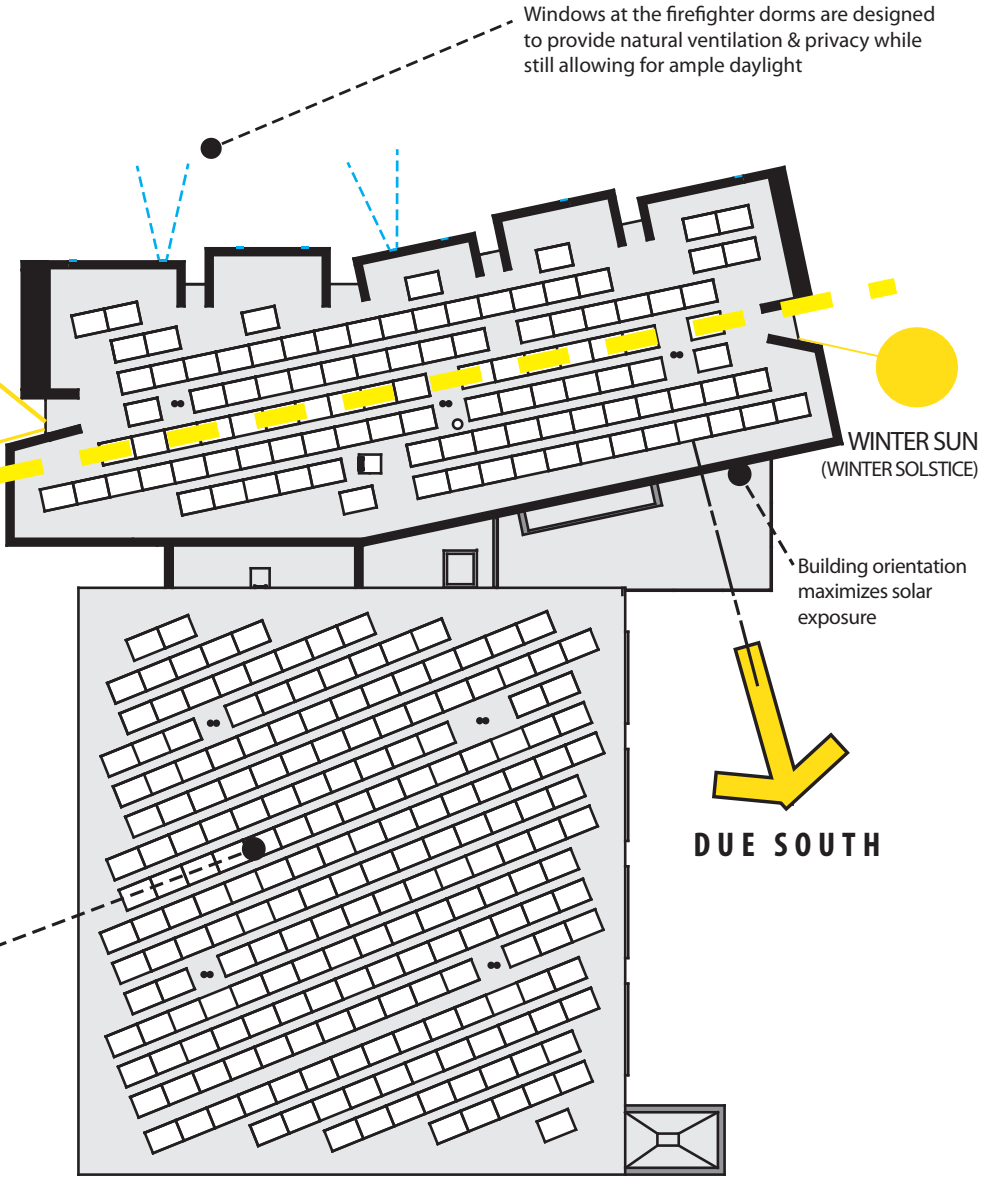 Windows at the firefighter dorms are designed
to provide natural ventilation & privacy while
still allowing for ample daylight
WINTER SUN
(WINTER SOLSTICE)
Building orientation
maximizes solar
exposure
DUE SOUTH